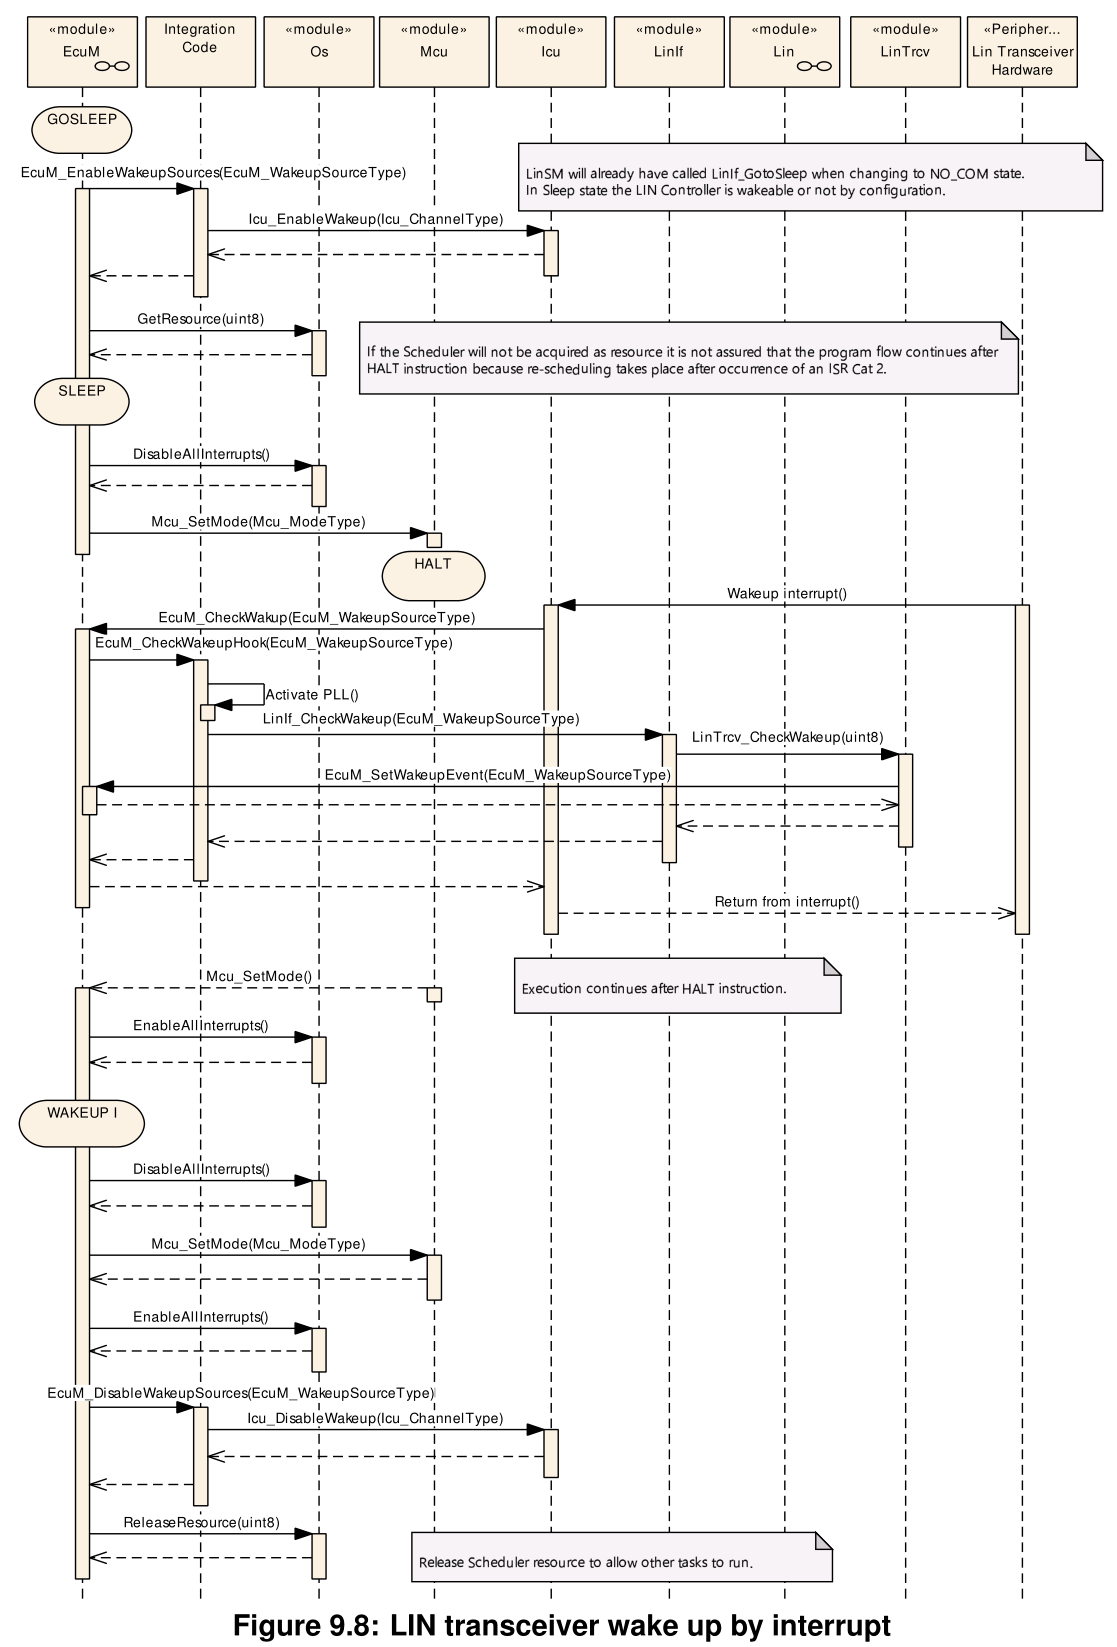 «module»
EcuM
Integration
Code
«module»
Os
«module»
Mcu
«module»
Icu
«module»
LinIf
«module»
Lin
«module»
LinTrcv
«Peripher...
Lin Transceiver
Hardware
GOSLEEP
LinSM will already have called LinIf_GotoSleep when changing to NO_COM state.
In Sleep state the LIN Controller is wakeable or not by configuration.
EcuM_EnableWakeupSources(EcuM_WakeupSourceType)
Icu_EnableWakeup(Icu_ChannelType)
GetResource(uint8)
If the Scheduler will not be acquired as resource it is not assured that the program flow continues after
HALT instruction because re-scheduling takes place after occurrence of an ISR Cat 2.
SLEEP
DisableAllInterrupts()
Mcu_SetMode(Mcu_ModeType)
HALT
Wakeup interrupt()
EcuM_CheckWakup(EcuM_WakeupSourceType)
EcuM_CheckWakeupHook(EcuM_WakeupSourceType)
Activate PLL()
LinIf_CheckWakeup(EcuM_WakeupSourceType)
LinTrcv_CheckWakeup(uint8)
EcuM_SetWakeupEvent(EcuM_WakeupSourceType)
Return from interrupt()
Mcu_SetMode()
Execution continues after HALT instruction.
EnableAllInterrupts()
WAKEUP I
DisableAllInterrupts()
Mcu_SetMode(Mcu_ModeType)
EnableAllInterrupts()
EcuM_DisableWakeupSources(EcuM_WakeupSourceType)
Icu_DisableWakeup(Icu_ChannelType)
ReleaseResource(uint8)
Release Scheduler resource to allow other tasks to run.
Figure 9.8: LIN transceiver wake up by interrupt